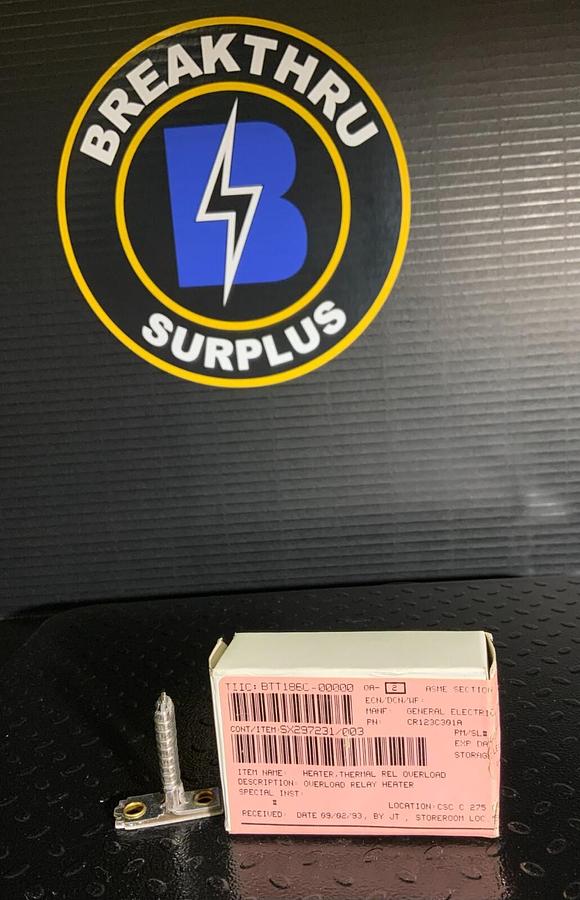 BREAKTHRU
B
SURPLUS
TIIC: BTT186C-00000 QA- 2 ASME SECTION
ECN/DCN/WF:
MANF: GENERAL ELECTRIC
PN: CR123C301A
CONT/ITEM: SX297231/003 PM/SL#
EXP DA
STORAG
ITEM NAME: HEATER,THERMAL REL OVERLOAD
DESCRIPTION: OVERLOAD RELAY HEATER
SPECIAL INST:
#
LOCATION: CSC C 275
RECEIVED: DATE 09/02/93, BY JT , STOREROOM LOC.